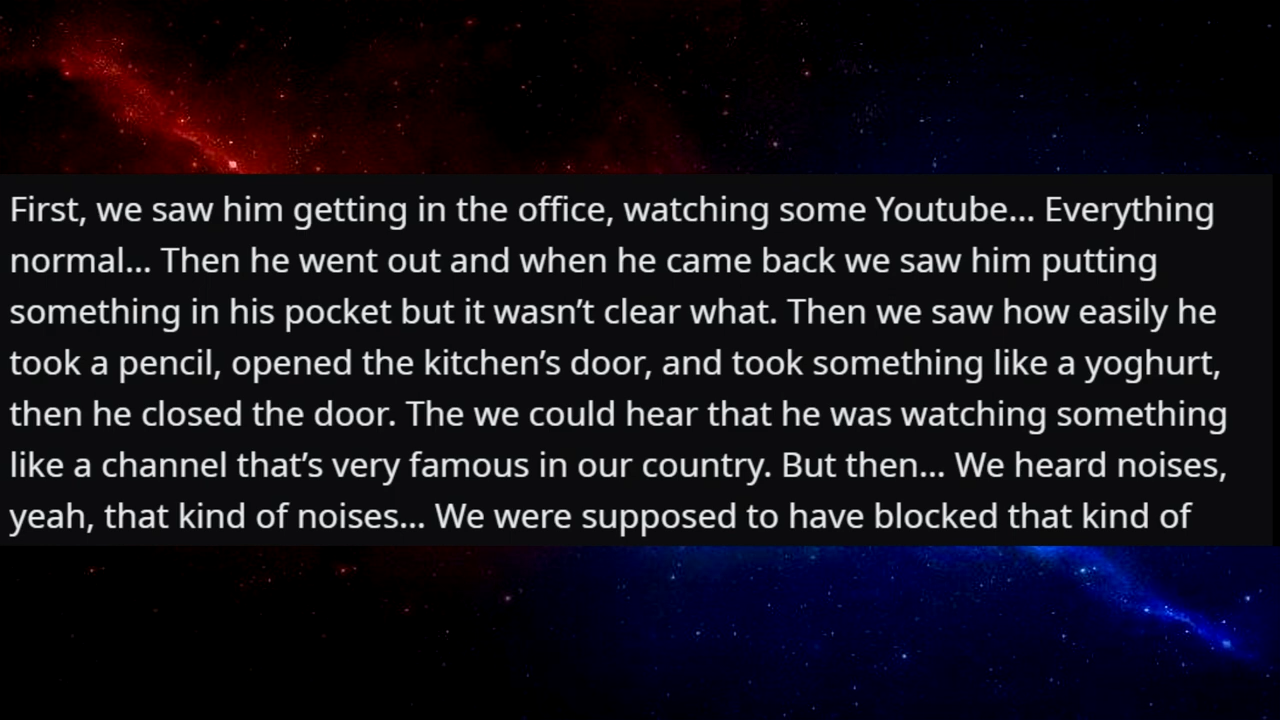 First, we saw him getting in the office, watching some Youtube... Everything
normal... Then he went out and when he came back we saw him putting
something in his pocket but it wasn’t clear what. Then we saw how easily he
took a pencil, opened the kitchen’s door, and took something like a yoghurt,
then he closed the door. The we could hear that he was watching something
like a channel that’s very famous in our country. But then... We heard noises,
yeah, that kind of noises... We were supposed to have blocked that kind of